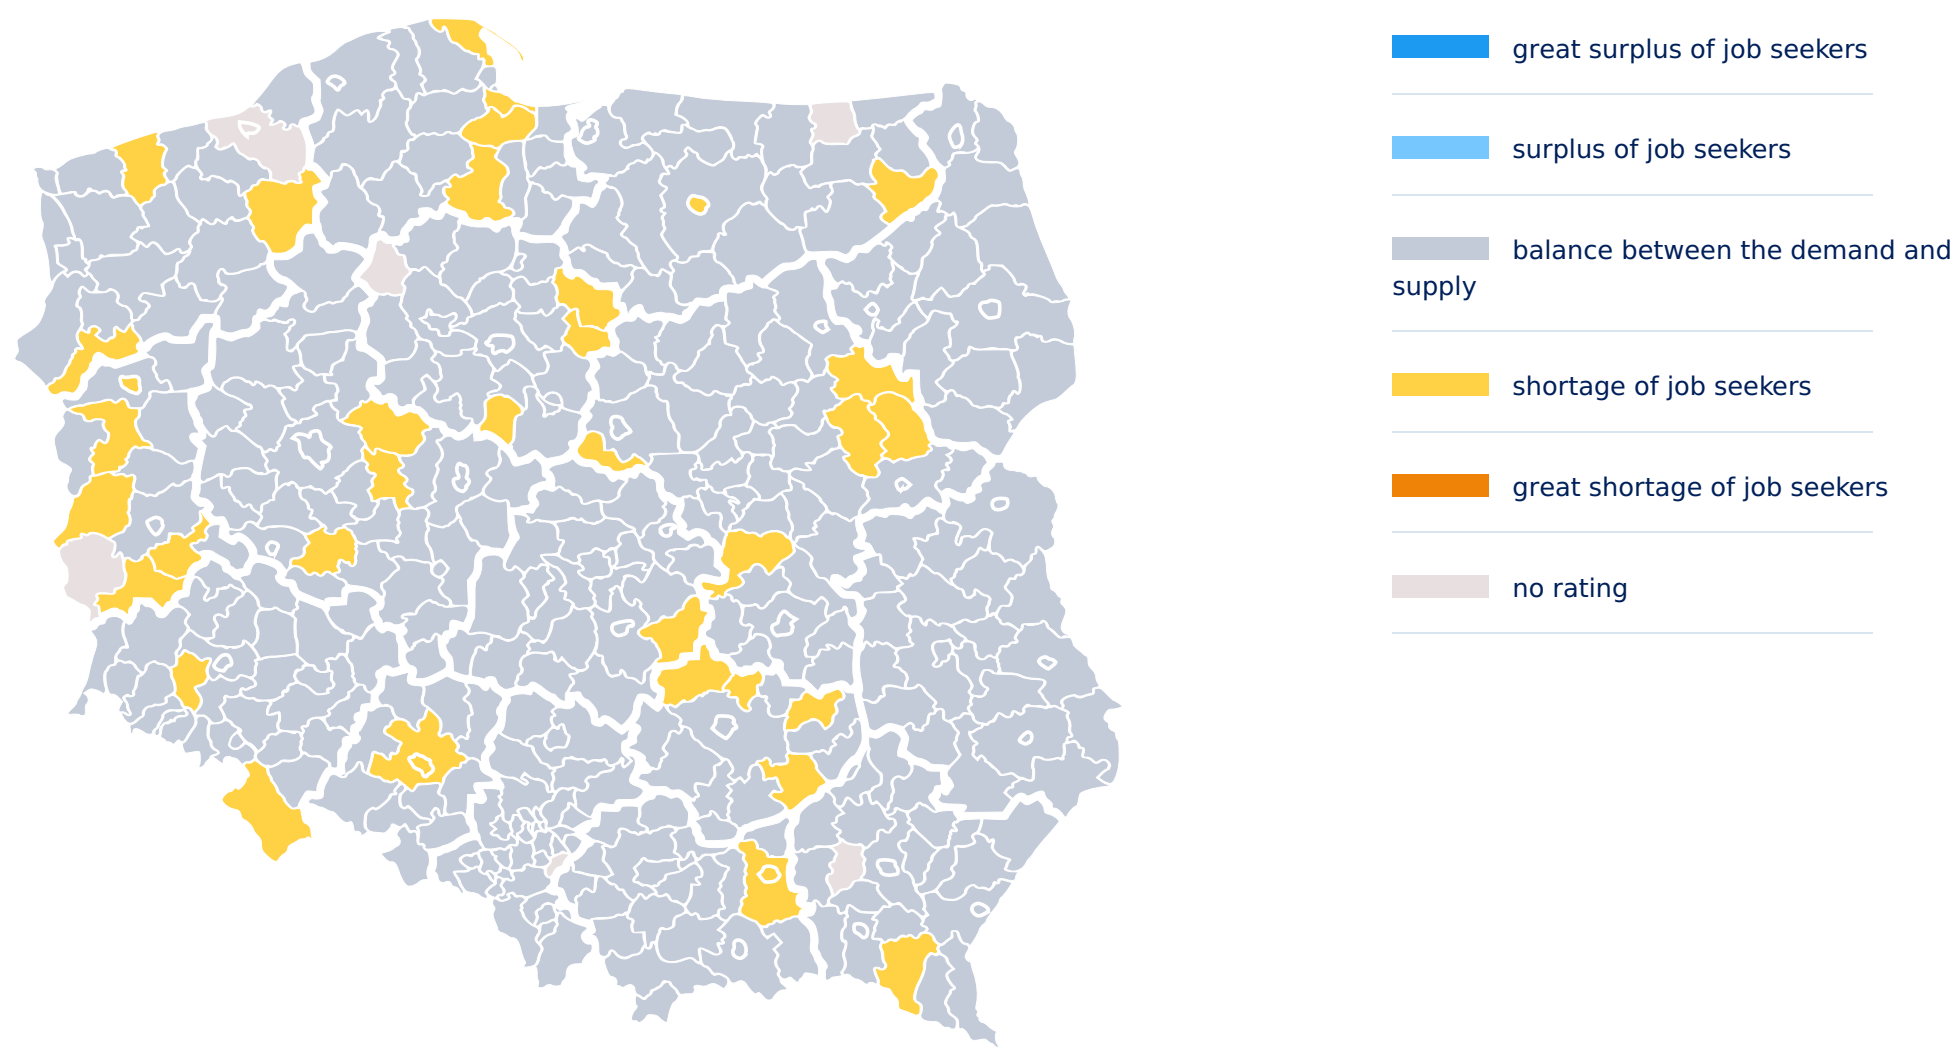 great surplus of job seekers
surplus of job seekers
balance between the demand and
supply
shortage of job seekers
great shortage of job seekers
no rating